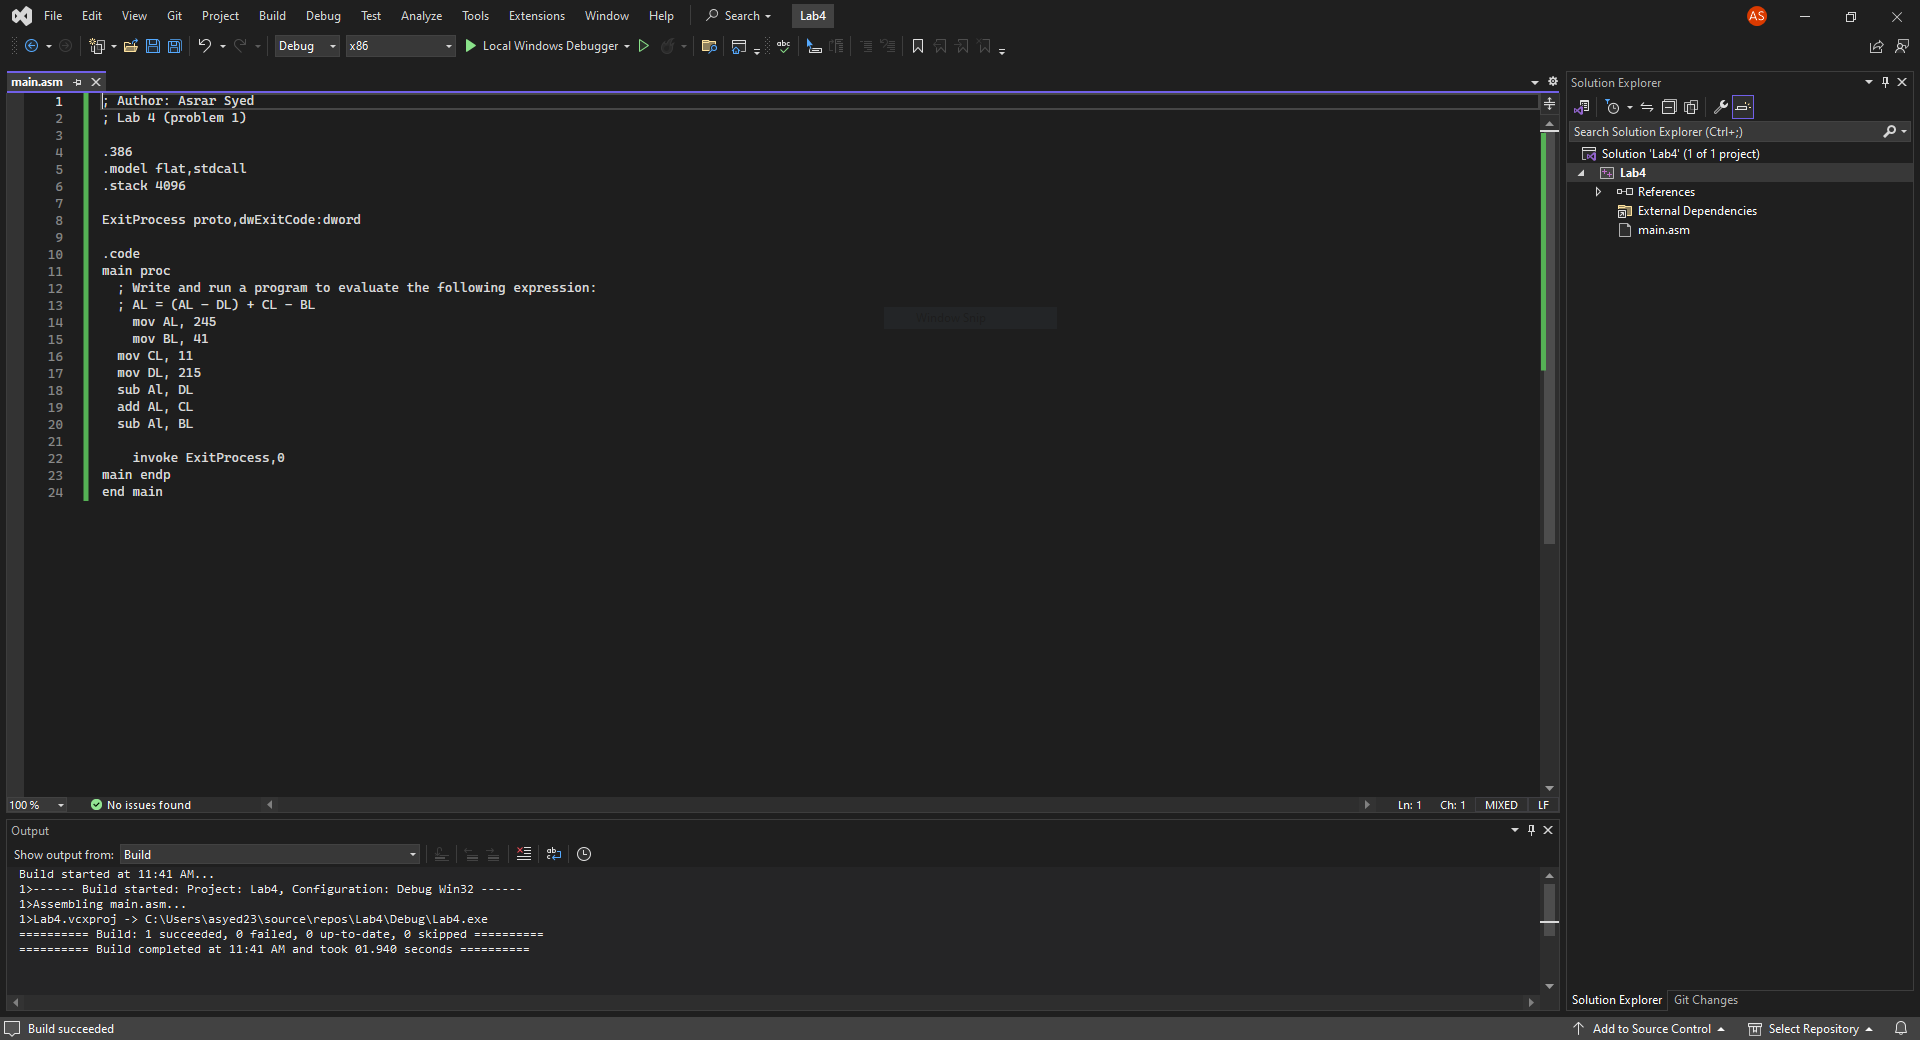 File Edit View Git Project Build Debug Test Analyze Tools Extensions Window Help Search Lab4 AS
Debug x86 Local Windows Debugger
main.asm
1 ; Author: Asrar Syed
2 ; Lab 4 (problem 1)
3
4 .386
5 .model flat,stdcall
6 .stack 4096
7
8 ExitProcess proto,dwExitCode:dword
9
10 .code
11 main proc
12 ; Write and run a program to evaluate the following expression:
13 ; AL = (AL - DL) + CL - BL
14 mov AL, 245
15 mov BL, 41
16 mov CL, 11
17 mov DL, 215
18 sub Al, DL
19 add AL, CL
20 sub Al, BL
21
22 invoke ExitProcess,0
23 main endp
24 end main
Window Snip
100 % No issues found Ln: 1 Ch: 1 MIXED LF
Output
Show output from: Build
Build started at 11:41 AM...
1>------ Build started: Project: Lab4, Configuration: Debug Win32 ------
1>Assembling main.asm...
1>Lab4.vcxproj -> C:\Users\asyed23\source\repos\Lab4\Debug\Lab4.exe
========== Build: 1 succeeded, 0 failed, 0 up-to-date, 0 skipped ==========
========== Build completed at 11:41 AM and took 01.940 seconds ==========
Solution Explorer
Search Solution Explorer (Ctrl+;)
Solution 'Lab4' (1 of 1 project)
Lab4
References
External Dependencies
main.asm
Solution Explorer Git Changes
Build succeeded Add to Source Control Select Repository